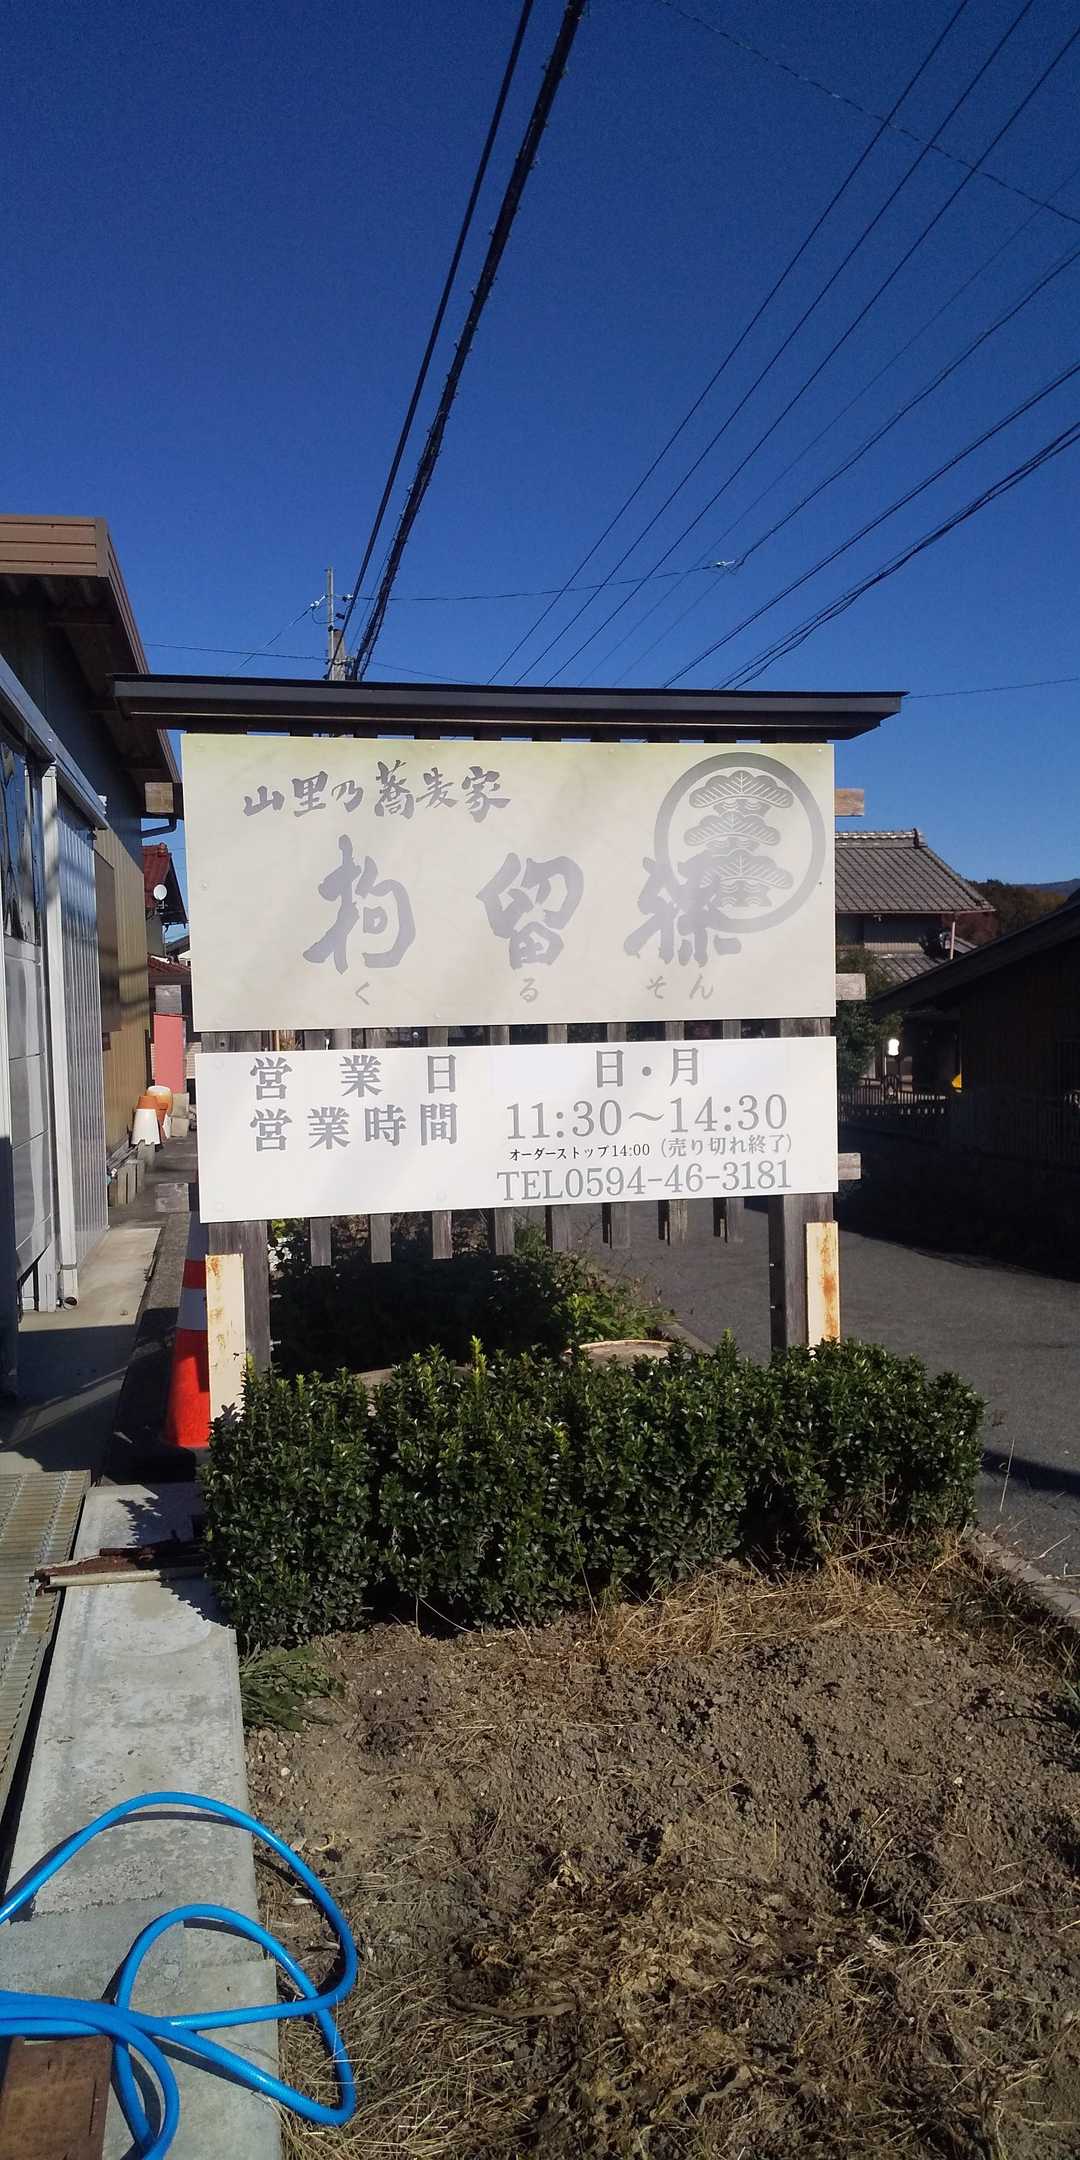 山里乃蕎麦家
拘留孫
くるそん
営業日 日・月
営業時間 11:30～14:30
オーダーストップ14:00（売り切れ終了）
TEL0594-46-3181